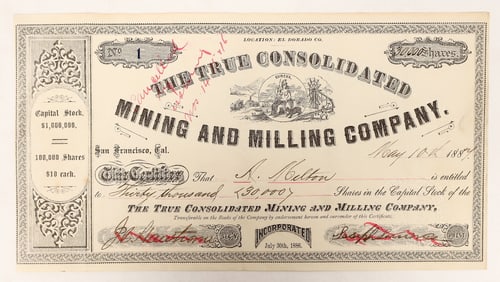 LOCATION: EL DORADO CO.
No 1
30,000 shares.
THE TRUE CONSOLIDATED
MINING AND MILLING COMPANY.
Capital Stock,
$1,000,000,
100,000 Shares
$10 each.
San Francisco, Cal. May 10th 188
This Certifies That A. Melton is entitled
to Thirty thousand (30000) Shares in the Capital Stock of the
THE TRUE CONSOLIDATED MINING AND MILLING COMPANY,
Transferable on the Books of the Company by endorsement hereon and surrender of this Certificate.
INCORPORATED
July 30th, 1886.